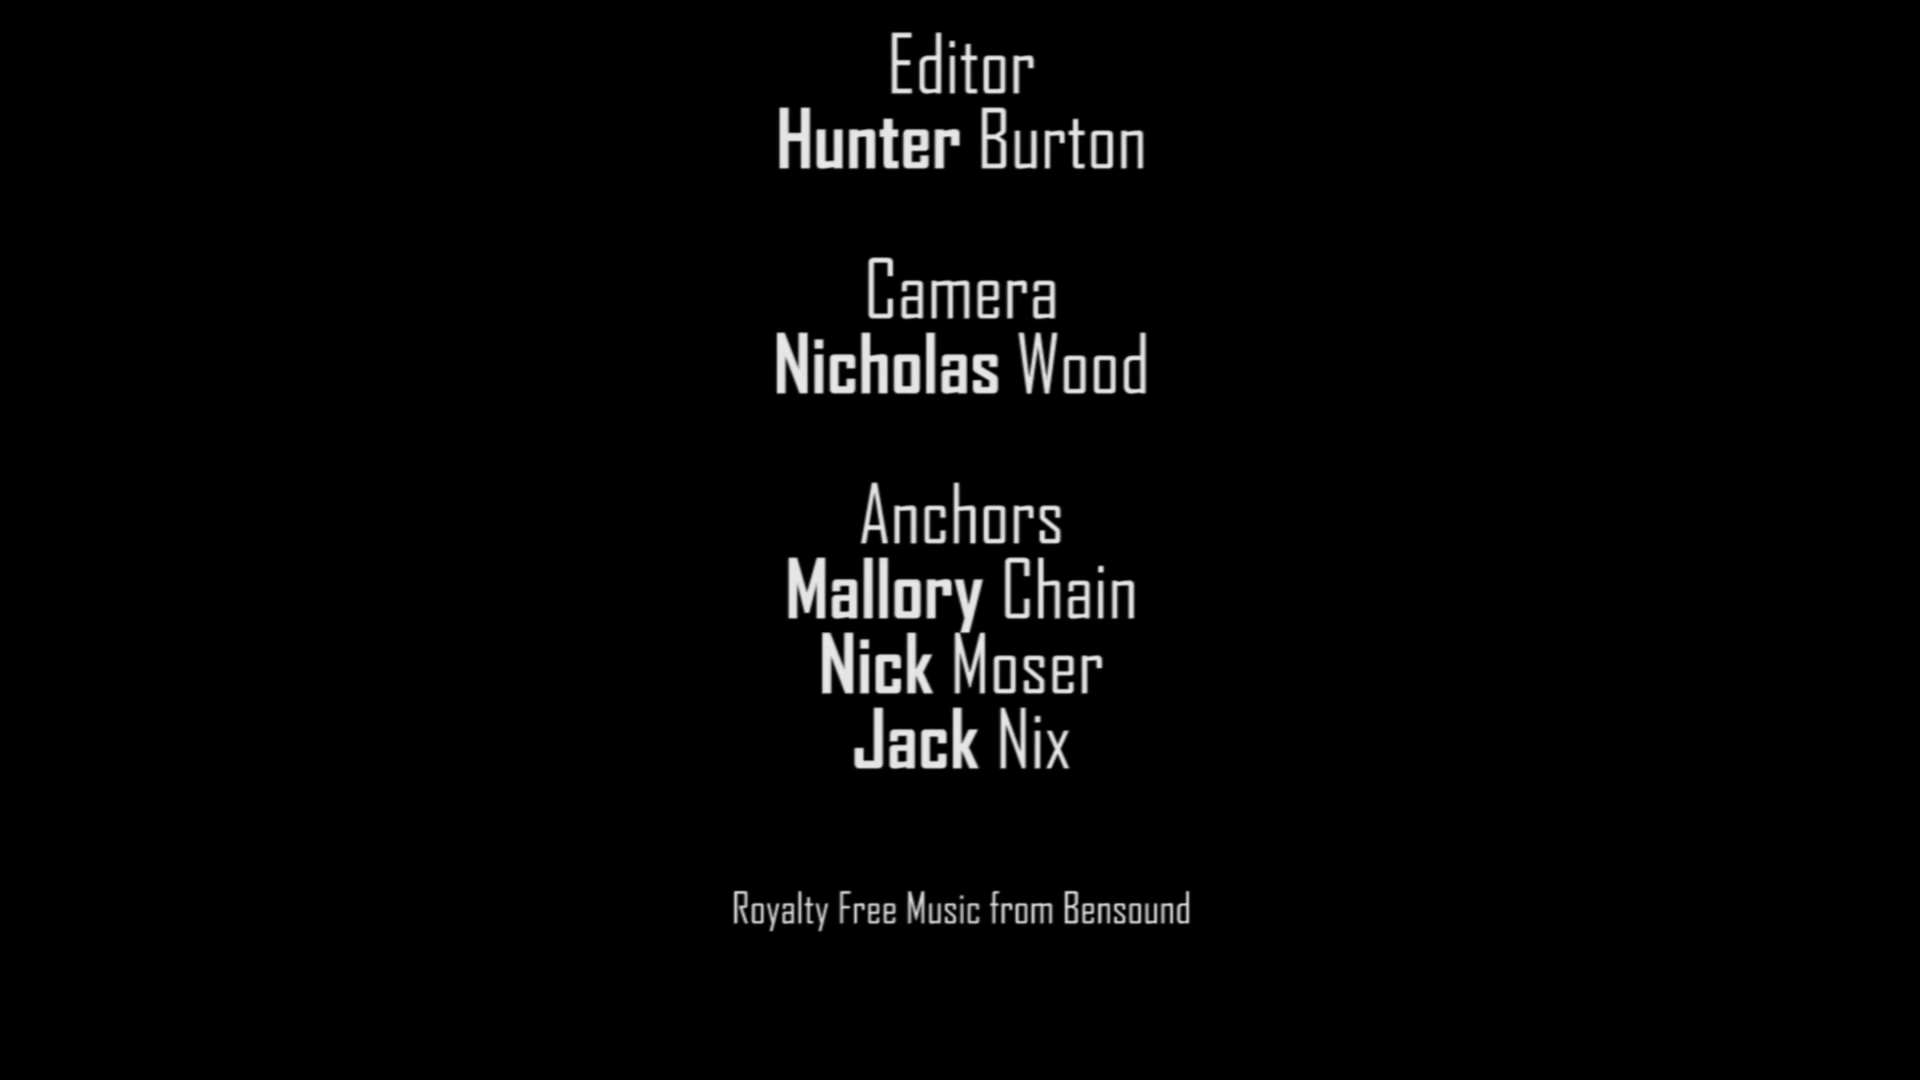 Editor
Hunter Burton
Camera
Nicholas Wood
Anchors
Mallory Chain
Nick Moser
Jack Nix
Royalty Free Music from Bensound